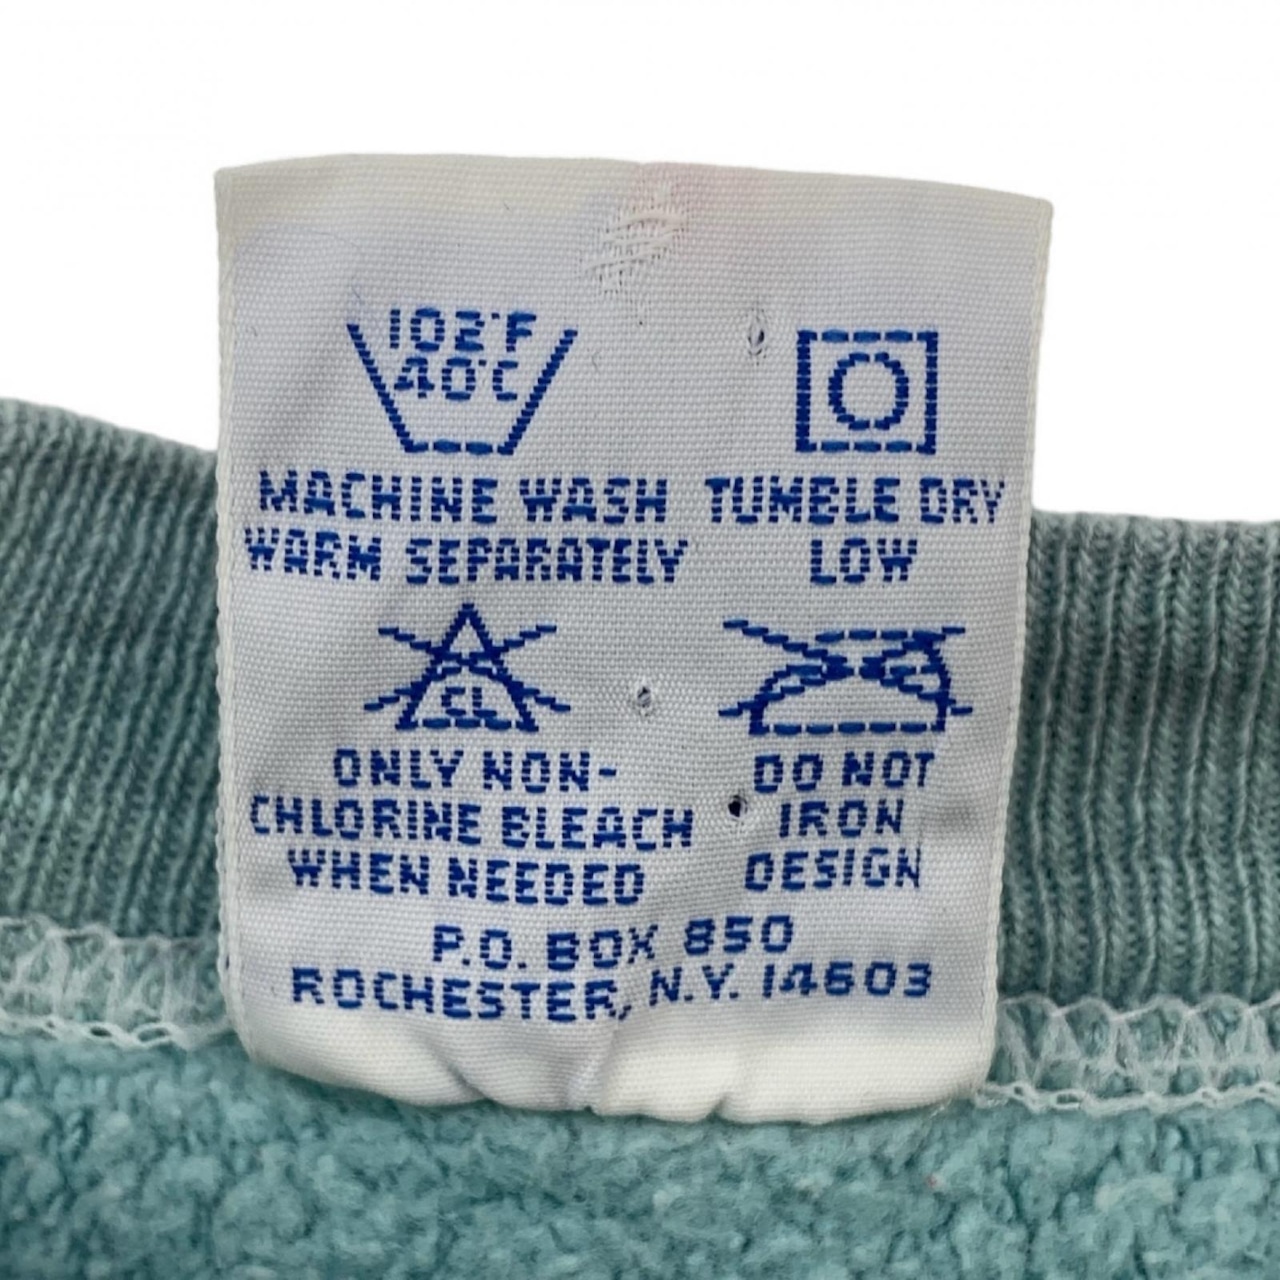 102°F
40°C
MACHINE WASH
WARM SEPARATELY
TUMBLE DRY
LOW
CL
ONLY NON-
CHLORINE BLEACH
WHEN NEEDED
DO NOT
IRON
DESIGN
P.O. BOX 850
ROCHESTER, N.Y. 14603